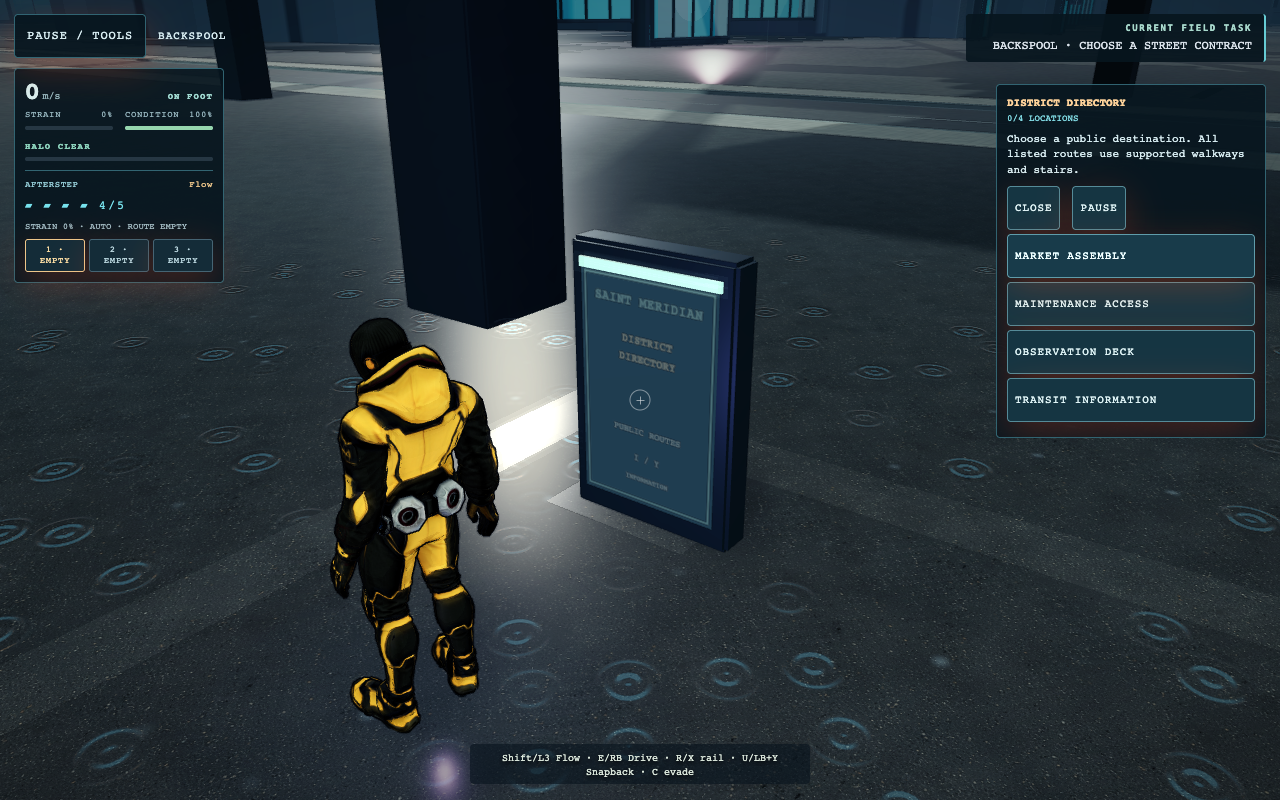 PAUSE / TOOLS
BACKSPOOL
0 m/s
ON FOOT
STRAIN 0%
CONDITION 100%
HALO CLEAR
AFTERSTEP
Flow
4/5
STRAIN 0% · AUTO · ROUTE EMPTY
1 · EMPTY
2 · EMPTY
3 · EMPTY
CURRENT FIELD TASK
BACKSPOOL · CHOOSE A STREET CONTRACT
DISTRICT DIRECTORY
0/4 LOCATIONS
Choose a public destination. All
listed routes use supported walkways
and stairs.
CLOSE
PAUSE
MARKET ASSEMBLY
MAINTENANCE ACCESS
OBSERVATION DECK
TRANSIT INFORMATION
SAINT MERIDIAN
DISTRICT
DIRECTORY
PUBLIC ROUTES
I / Y
INFORMATION
Shift/L3 Flow · E/RB Drive · R/X rail · U/LB+Y
Snapback · C evade